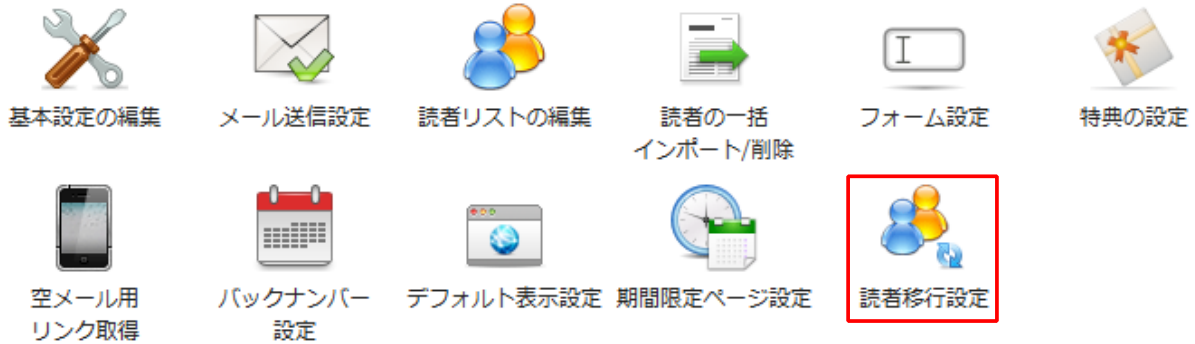 基本設定の編集
メール送信設定
読者リストの編集
読者の一括
インポート/削除
フォーム設定
特典の設定
空メール用
リンク取得
バックナンバー
設定
デフォルト表示設定
期間限定ページ設定
読者移行設定